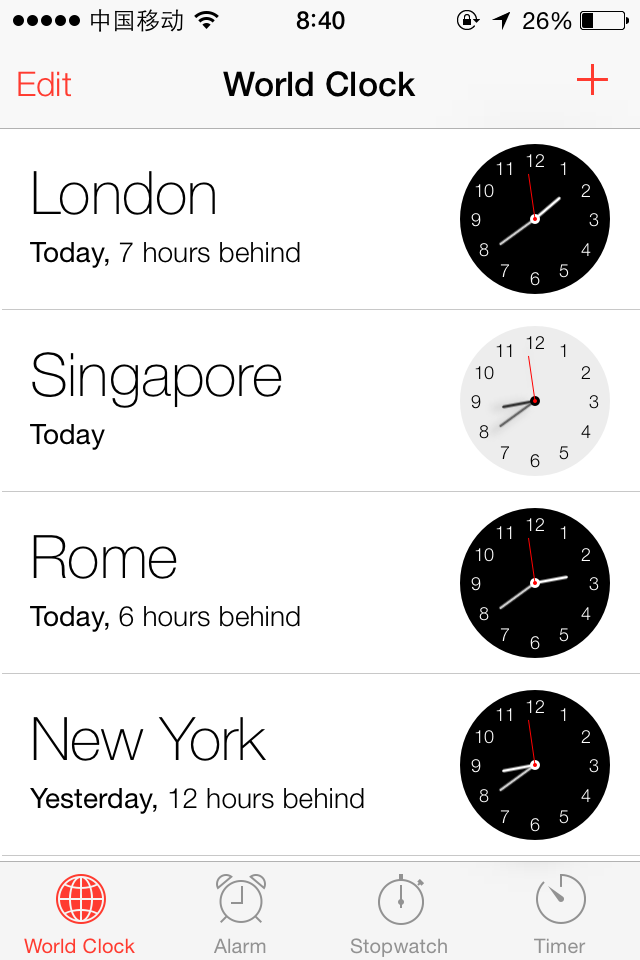 中国移动 8:40 26%
Edit World Clock +
London
Today, 7 hours behind
12 1 2 3 4 5 6 7 8 9 10 11
Singapore
Today
12 1 2 3 4 5 6 7 8 9 10 11
Rome
Today, 6 hours behind
12 1 2 3 4 5 6 7 8 9 10 11
New York
Yesterday, 12 hours behind
12 1 2 3 4 5 6 7 8 9 10 11
World Clock Alarm Stopwatch Timer